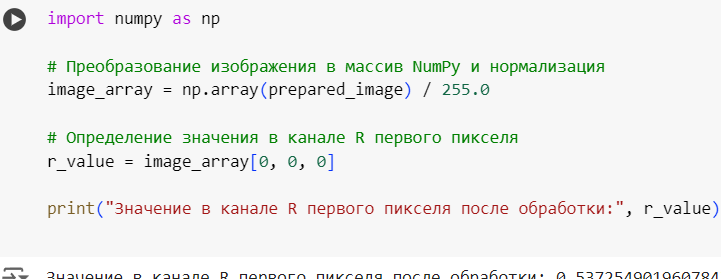 import numpy as np
# Преобразование изображения в массив NumPy и нормализация
image_array = np.array(prepared_image) / 255.0
# Определение значения в канале R первого пикселя
r_value = image_array[0, 0, 0]
print("Значение в канале R первого пикселя после обработки:", r_value)
Значение в канале R первого пикселя после обработки: 0.537254901960784